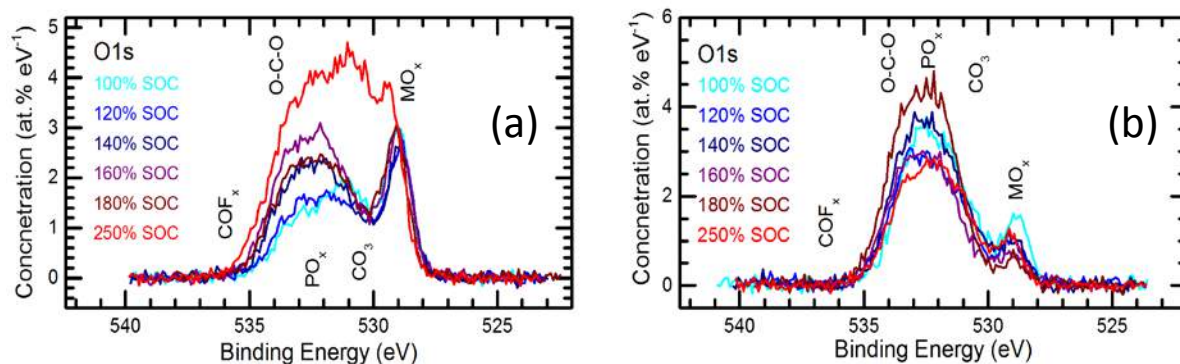 Concnetration (at.% eV⁻¹)
5
4
3
2
1
0
O1s
100% SOC
120% SOC
140% SOC
160% SOC
180% SOC
250% SOC
COFₓ
O-C-O
POₓ
CO₃
MOₓ
(a)
540 535 530 525
Binding Energy (eV)
Concnetration (at.% eV⁻¹)
6
4
2
0
O1s
100% SOC
120% SOC
140% SOC
160% SOC
180% SOC
250% SOC
COFₓ
O-C-O
POₓ
CO₃
MOₓ
(b)
540 535 530 525
Binding Energy (eV)